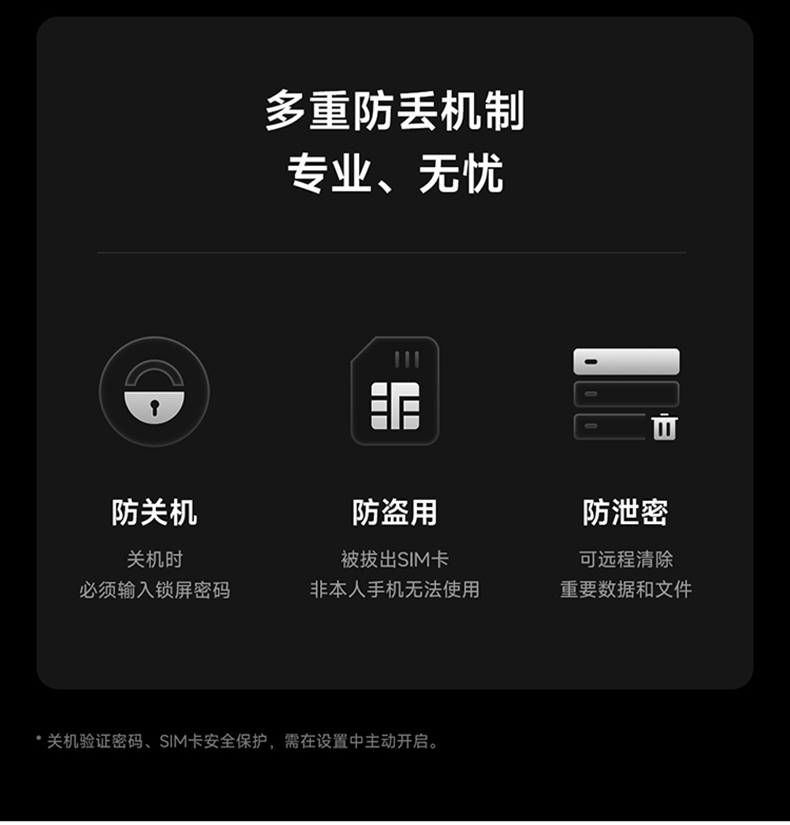 多重防丢机制
专业、无忧
防关机
关机时
必须输入锁屏密码
防盗用
被拔出SIM卡
非本人手机无法使用
防泄密
可远程清除
重要数据和文件
* 关机验证密码、SIM卡安全保护，需在设置中主动开启。